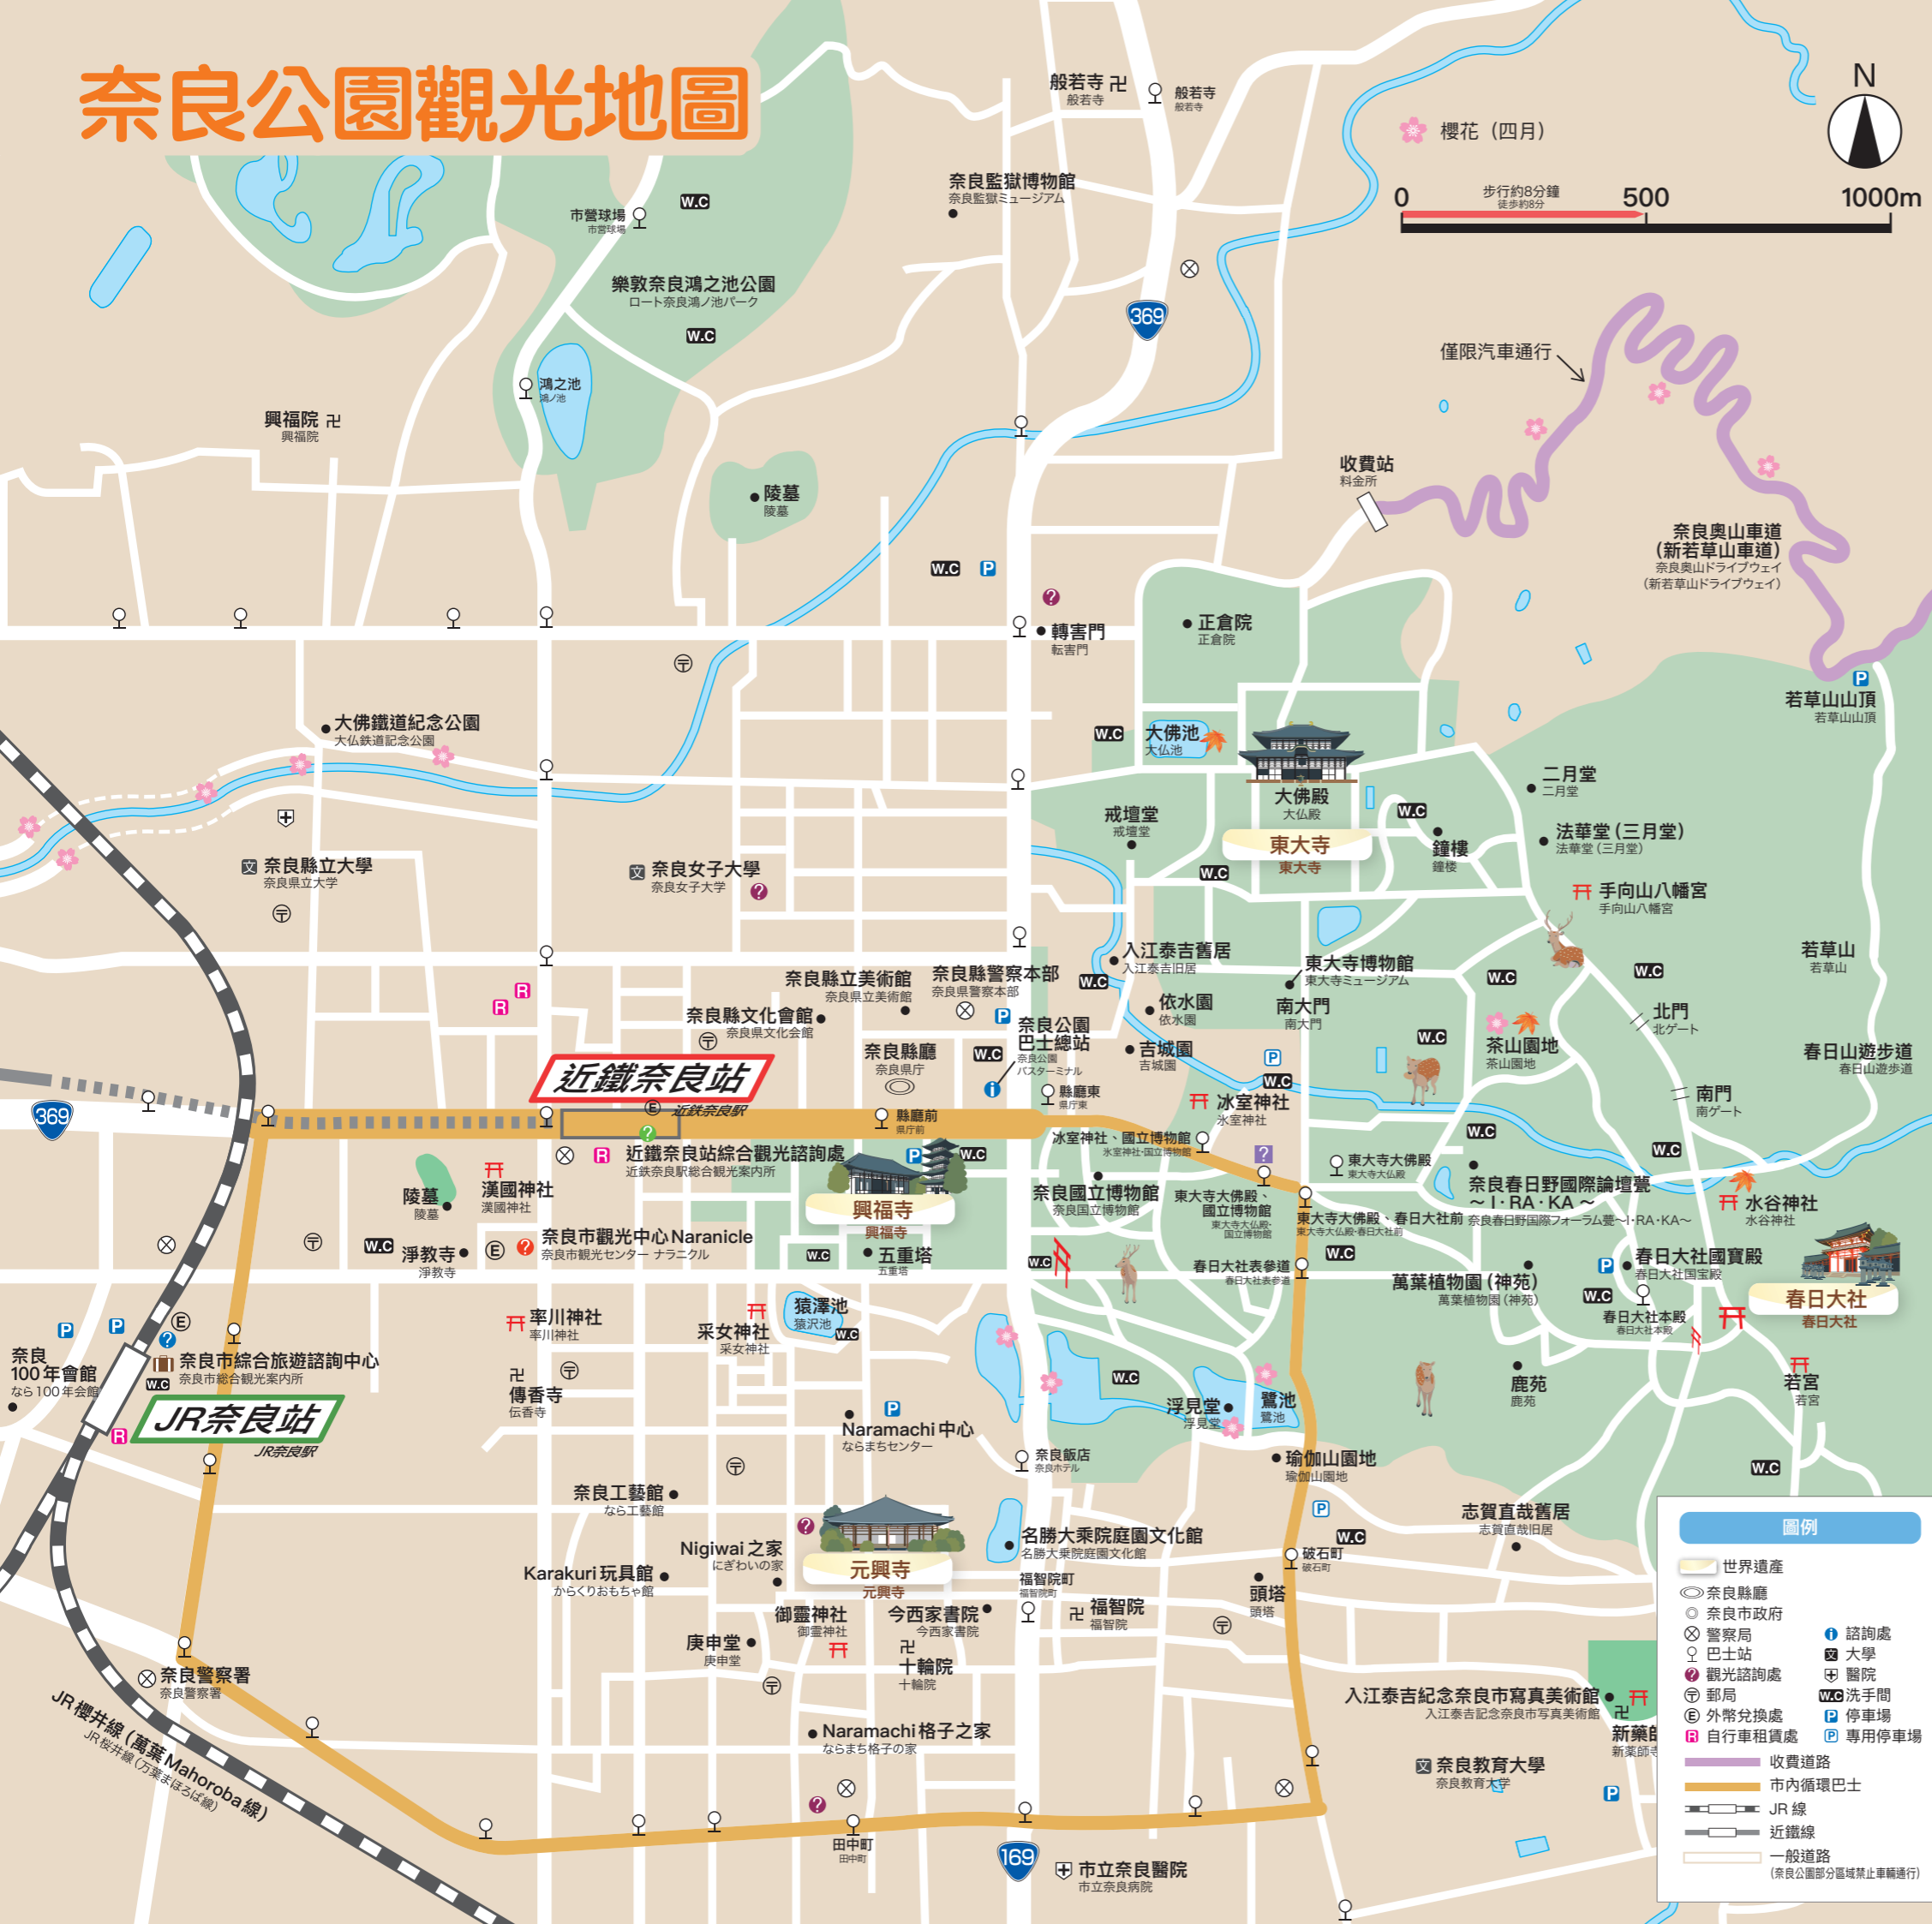 奈良公園觀光地圖
般若寺 卍
般若寺
般若寺
般若寺
櫻花（四月）
N
0
步行約8分鐘
徒歩約8分
500
1000m
奈良監獄博物館
奈良監獄ミュージアム
W.C
市營球場
市営球場
樂敦奈良鴻之池公園
ロート奈良鴻ノ池パーク
W.C
369
僅限汽車通行
鴻之池
鴻ノ池
興福院 卍
興福院
收費站
料金所
陵墓
陵墓
奈良奧山車道
(新若草山車道)
奈良奥山ドライブウェイ
(新若草山ドライブウェイ)
W.C P
?
轉害門
転害門
正倉院
正倉院
〒
P
若草山山頂
若草山山頂
大佛鐵道紀念公園
大仏鉄道記念公園
W.C
大佛池
大仏池
二月堂
二月堂
大佛殿
大仏殿
戒壇堂
戒壇堂
W.C
東大寺
東大寺
鐘樓
鐘楼
法華堂（三月堂）
法華堂（三月堂）
文 奈良縣立大學
奈良県立大学
文 奈良女子大學
奈良女子大学
?
W.C
手向山八幡宮
手向山八幡宮
〒
入江泰吉舊居
入江泰吉旧居
東大寺博物館
東大寺ミュージアム
若草山
若草山
奈良縣立美術館
奈良県立美術館
奈良縣警察本部
奈良県警察本部
W.C
W.C
W.C
R
R
奈良縣文化會館
奈良県文化会館
〒
P
依水園
依水園
南大門
南大門
北門
北ゲート
奈良公園
巴士總站
奈良公園
バスターミナル
吉城園
吉城園
W.C
茶山園地
茶山園地
近鐵奈良站
近鉄奈良駅
E
奈良縣廳
奈良県庁
W.C
i
P
W.C
春日山遊步道
春日山遊歩道
縣廳東
県庁東
冰室神社
氷室神社
南門
南ゲート
369
縣廳前
県庁前
?
冰室神社、國立博物館
氷室神社・国立博物館
W.C
R
近鐵奈良站綜合觀光諮詢處
近鉄奈良駅総合観光案内所
P
W.C
?
東大寺大佛殿
東大寺大仏殿
W.C
陵墓
陵墓
漢國神社
漢國神社
興福寺
興福寺
奈良國立博物館
奈良国立博物館
東大寺大佛殿、
國立博物館
東大寺大仏殿・
国立博物館
奈良春日野國際論壇甍
～ I・RA・KA ～
奈良春日野国際フォーラム甍～I・RA・KA～
水谷神社
水谷神社
東大寺大佛殿、春日大社前
東大寺大仏殿・春日大社前
〒
W.C
淨教寺
浄教寺
E
?
奈良市觀光中心 Naranicle
奈良市観光センター ナラニクル
W.C
五重塔
五重塔
W.C
W.C
春日大社表參道
春日大社表参道
P
春日大社國寶殿
春日大社国宝殿
春日大社
春日大社
萬葉植物園（神苑）
萬葉植物園（神苑）
W.C
春日大社本殿
春日大社本殿
P
P
E
?
率川神社
率川神社
采女神社
采女神社
猿澤池
猿沢池
W.C
奈良
100年會館
なら100年会館
奈良市綜合旅遊諮詢中心
奈良市総合観光案内所
W.C
JR奈良站
JR奈良駅
R
卍
傳香寺
伝香寺
〒
W.C
浮見堂
浮見堂
鷺池
鷺池
鹿苑
鹿苑
若宮
若宮
P
Naramachi 中心
ならまちセンター
奈良飯店
奈良ホテル
瑜伽山園地
瑜伽山園地
〒
W.C
奈良工藝館
なら工藝館
?
P
W.C
志賀直哉舊居
志賀直哉旧居
名勝大乘院庭園文化館
名勝大乗院庭園文化館
Nigiwai 之家
にぎわいの家
元興寺
元興寺
Karakuri 玩具館
からくりおもちゃ館
破石町
破石町
福智院町
福智院町
頭塔
頭塔
御靈神社
御霊神社
今西家書院
今西家書院
卍 福智院
福智院
〒
庚申堂
庚申堂
卍
十輪院
十輪院
〒
奈良警察署
奈良警察署
入江泰吉紀念奈良市寫真美術館
入江泰吉記念奈良市写真美術館
卍
JR 櫻井線 (萬葉 Mahoroba 線)
JR 桜井線 (万葉まほろば線)
Naramachi 格子之家
ならまち格子の家
文 奈良教育大學
奈良教育大学
P
?
田中町
田中町
169
市立奈良醫院
市立奈良病院
圖例
世界遺產
奈良縣廳
奈良市政府
警察局
巴士站
? 觀光諮詢處
〒 郵局
E 外幣兌換處
R 自行車租賃處
i 諮詢處
文 大學
醫院
W.C 洗手間
P 停車場
P 專用停車場
收費道路
市內循環巴士
JR 線
近鐵線
一般道路
(奈良公園部分區域禁止車輛通行)